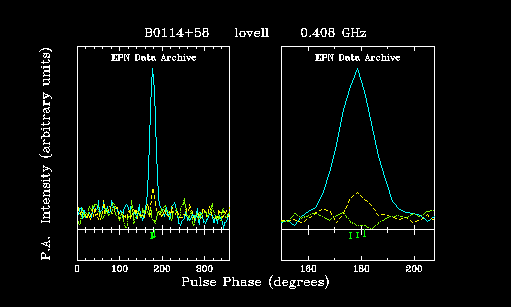 B0114+58 lovell 0.408 GHz
EPN Data Archive EPN Data Archive
P.A. Intensity (arbitrary units)
0 100 200 300 160 180 200
Pulse Phase (degrees)